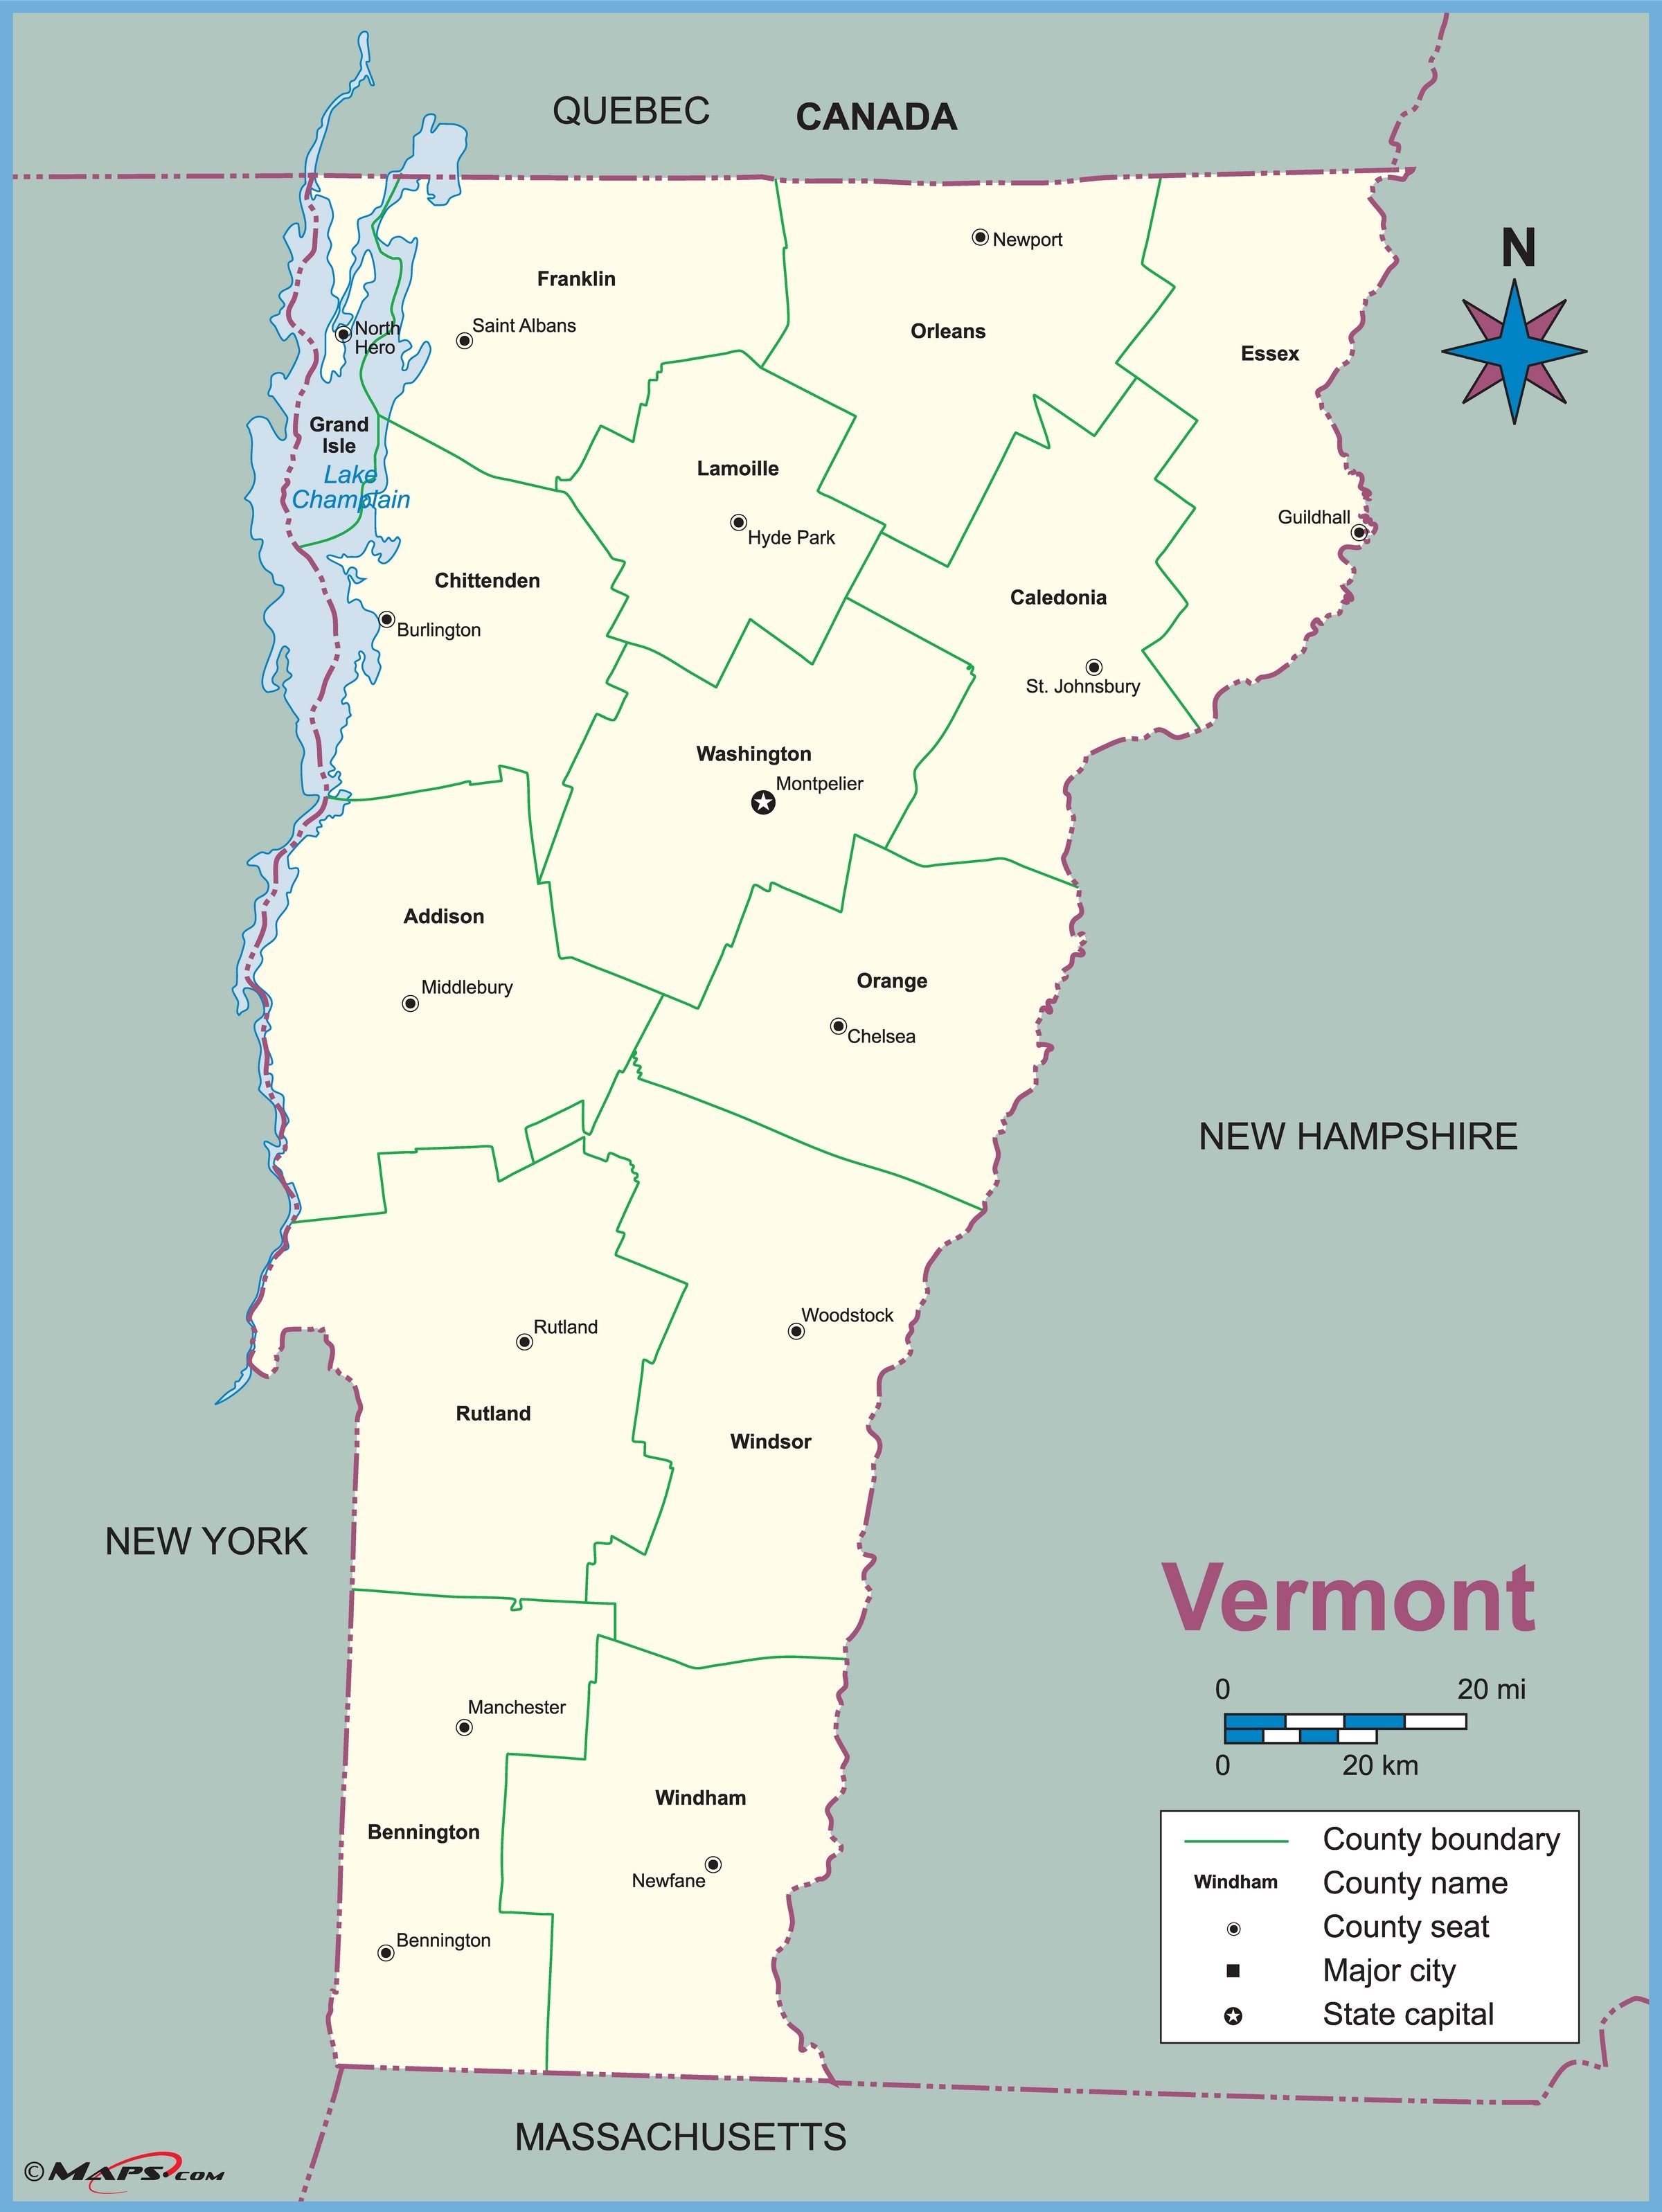 QUEBEC CANADA
N
Newport
Franklin
North
Hero
Saint Albans
Orleans
Essex
Grand
Isle
Lake
Champlain
Lamoille
Hyde Park
Guildhall
Chittenden
Burlington
Caledonia
St. Johnsbury
Washington
Montpelier
Addison
Middlebury
Orange
Chelsea
NEW HAMPSHIRE
Woodstock
Rutland
Rutland
Windsor
NEW YORK
Vermont
0 20 mi
0 20 km
Manchester
Windham
Bennington
Newfane
Bennington
County boundary
Windham County name
County seat
Major city
State capital
MASSACHUSETTS
© MAPS.COM